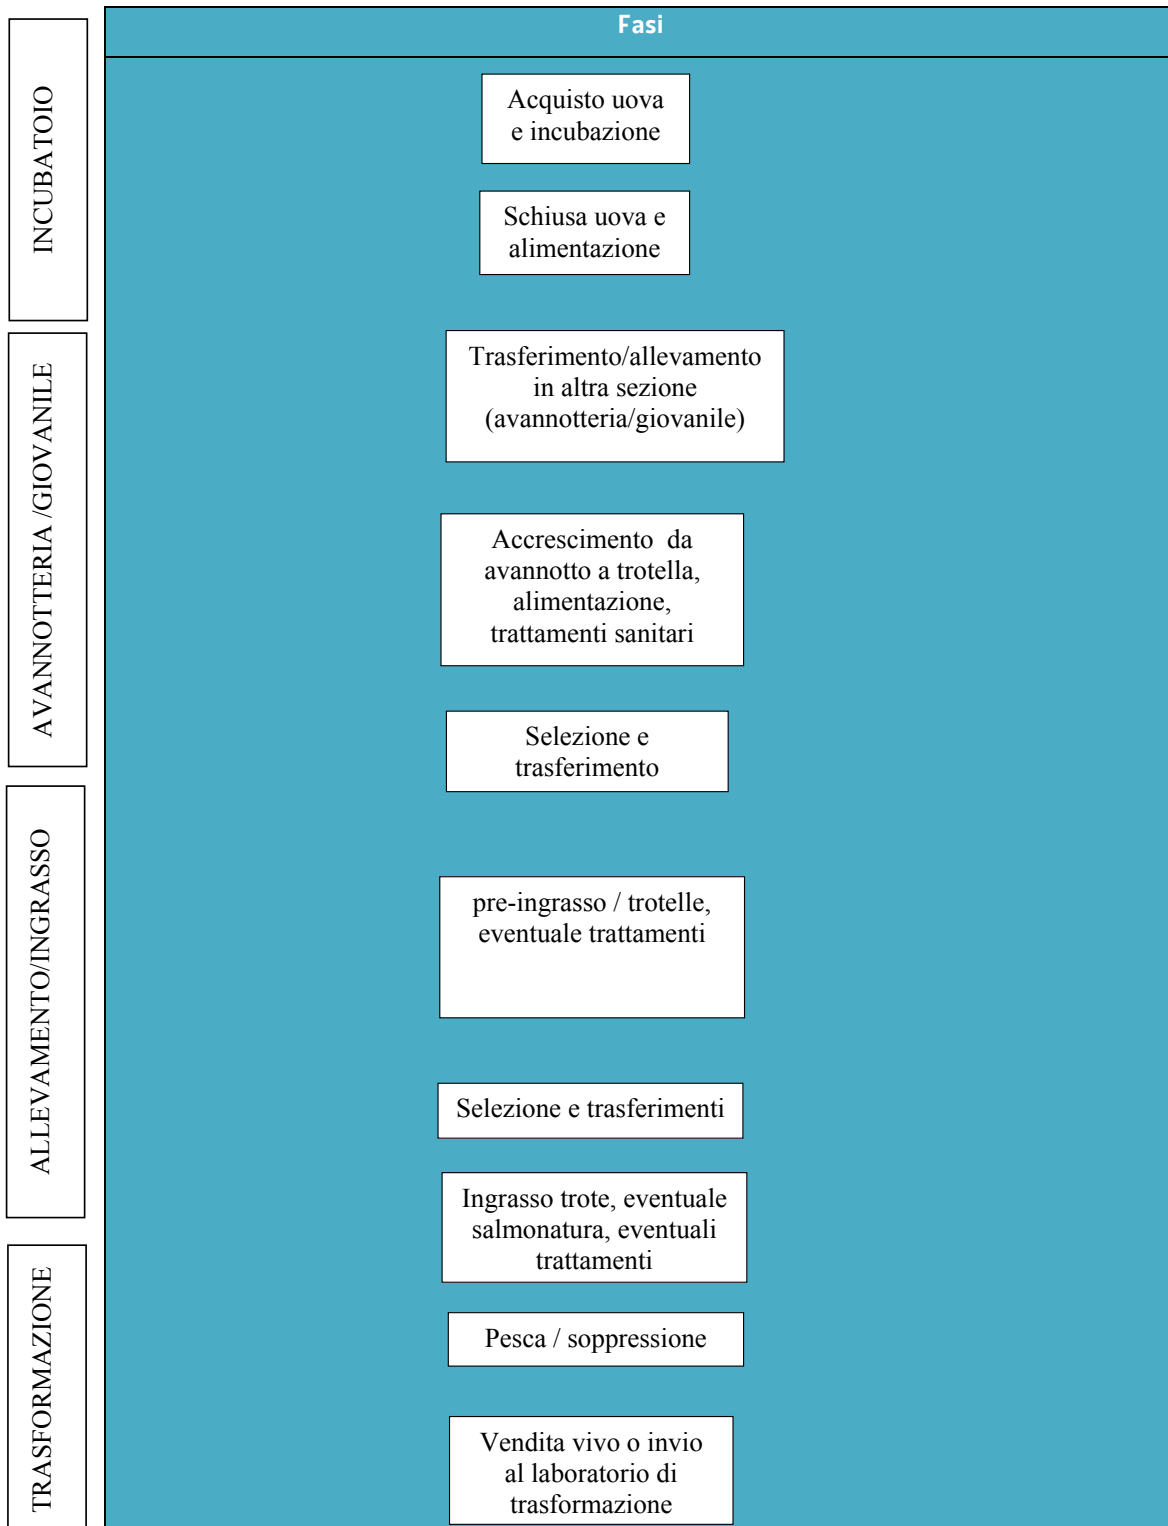 Fasi
INCUBATOIO
Acquisto uova
e incubazione
Schiusa uova e
alimentazione
AVANNOTTERIA /GIOVANILE
Trasferimento/allevamento
in altra sezione
(avannotteria/giovanile)
Accrescimento da
avannotto a trotella,
alimentazione,
trattamenti sanitari
Selezione e
trasferimento
ALLEVAMENTO/INGRASSO
pre-ingrasso / trotelle,
eventuale trattamenti
Selezione e trasferimenti
Ingrasso trote, eventuale
salmonatura, eventuali
trattamenti
TRASFORMAZIONE
Pesca / soppressione
Vendita vivo o invio
al laboratorio di
trasformazione